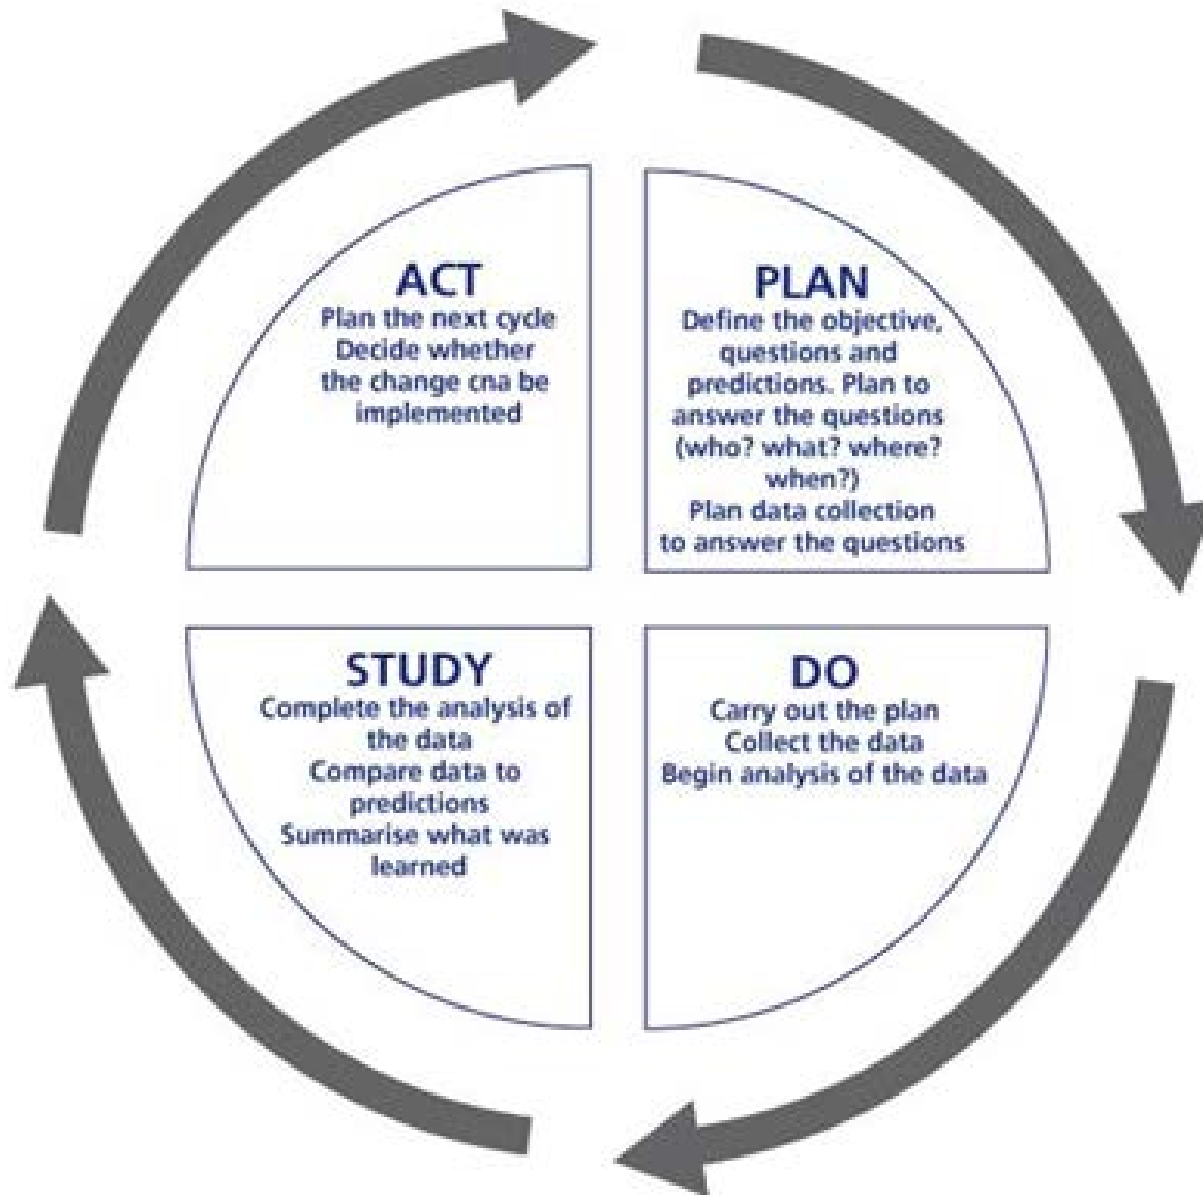 ACT
Plan the next cycle
Decide whether
the change cna be
implemented
PLAN
Define the objective,
questions and
predictions. Plan to
answer the questions
(who? what? where?
when?)
Plan data collection
to answer the questions
STUDY
Complete the analysis of
the data
Compare data to
predictions
Summarise what was
learned
DO
Carry out the plan
Collect the data
Begin analysis of the data